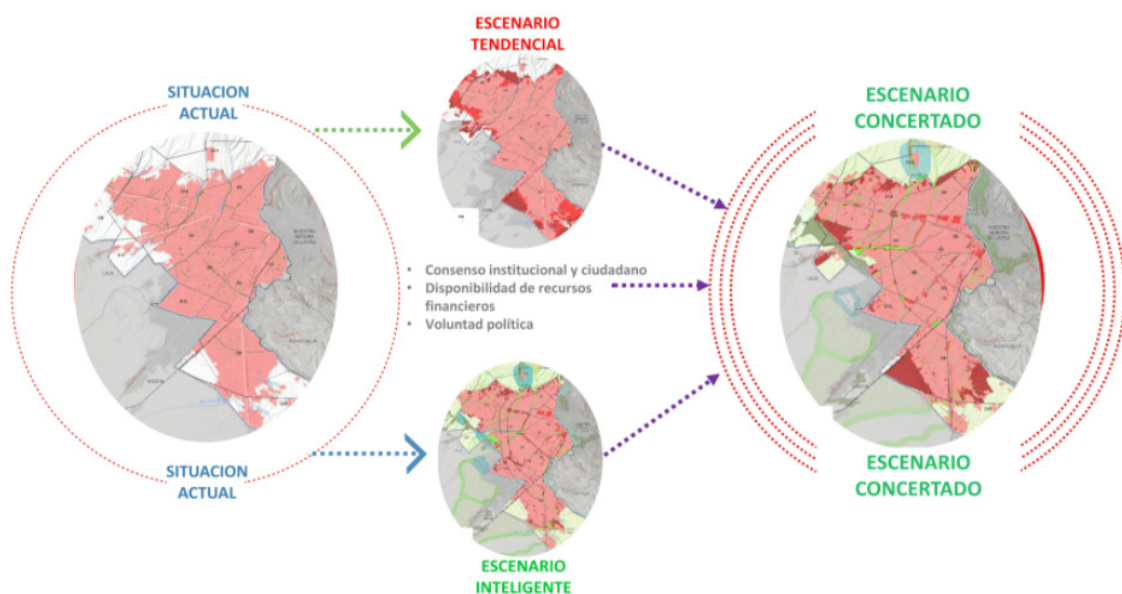 ESCENARIO
TENDENCIAL
SITUACION
ACTUAL
ESCENARIO
CONCERTADO
• Consenso institucional y ciudadano
• Disponibilidad de recursos
financieros
• Voluntad política
SITUACION
ACTUAL
ESCENARIO
CONCERTADO
ESCENARIO
INTELIGENTE